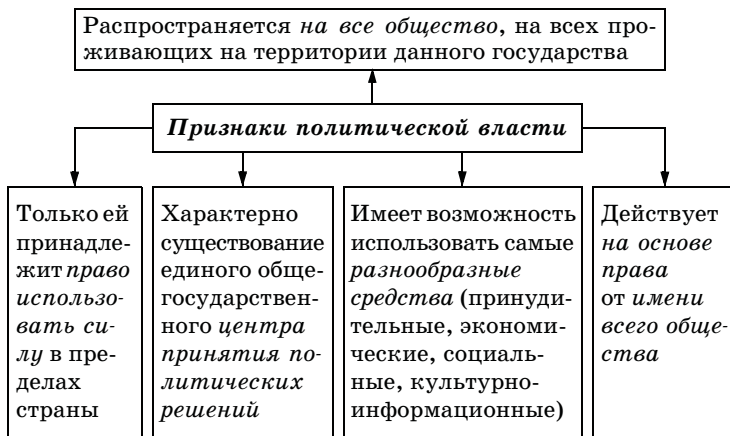 Распространяется на все общество, на всех про-
живающих на территории данного государства
Признаки политической власти
Только ей
принадле-
жит право
использо-
вать си-
лу в пре-
делах
страны
Характерно
существование
единого обще-
государствен-
ного центра
принятия по-
литических
решений
Имеет возможность
использовать самые
разнообразные
средства (принуди-
тельные, экономи-
ческие, социаль-
ные, культурно-
информационные)
Действует
на основе
права
от имени
всего обще-
ства